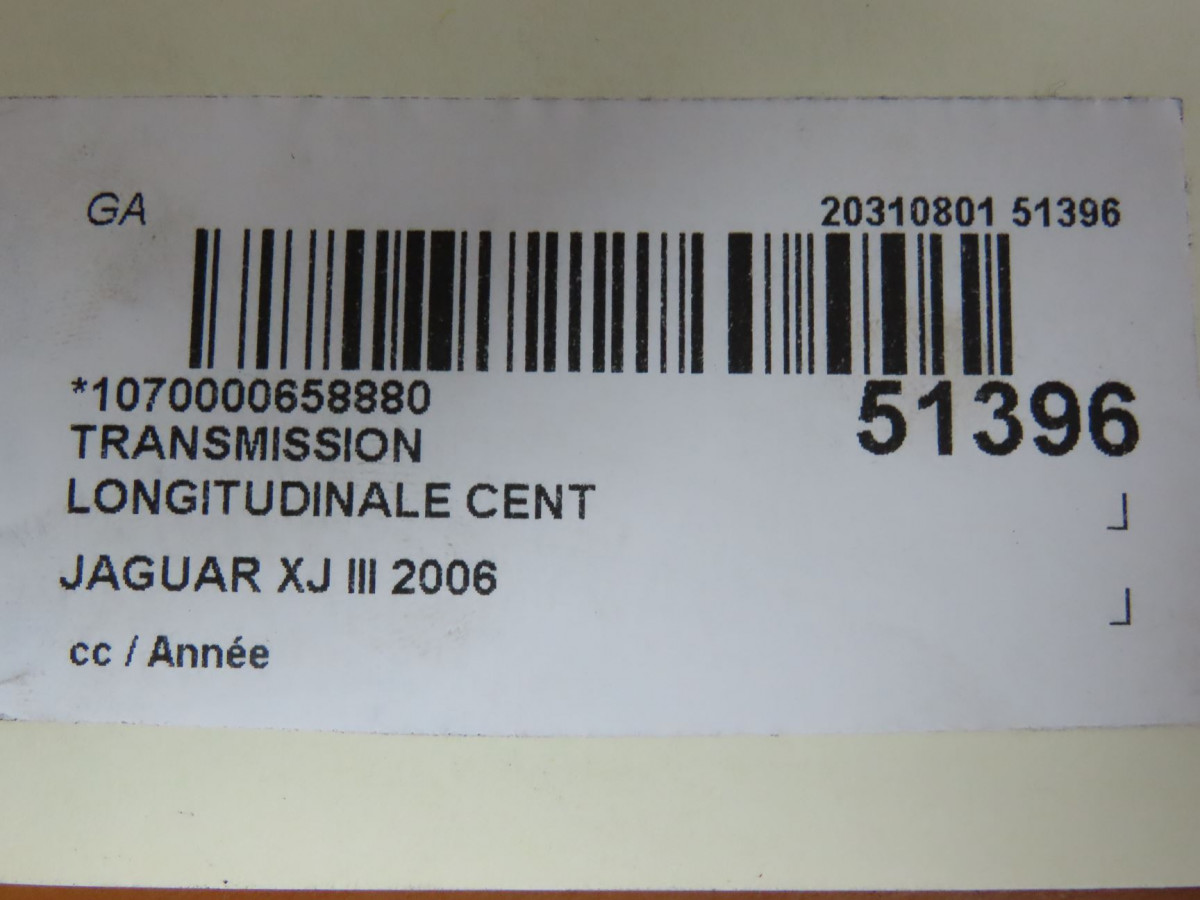 GA
20310801 51396
*1070000658880
51396
TRANSMISSION
LONGITUDINALE CENT
JAGUAR XJ III 2006
cc / Année